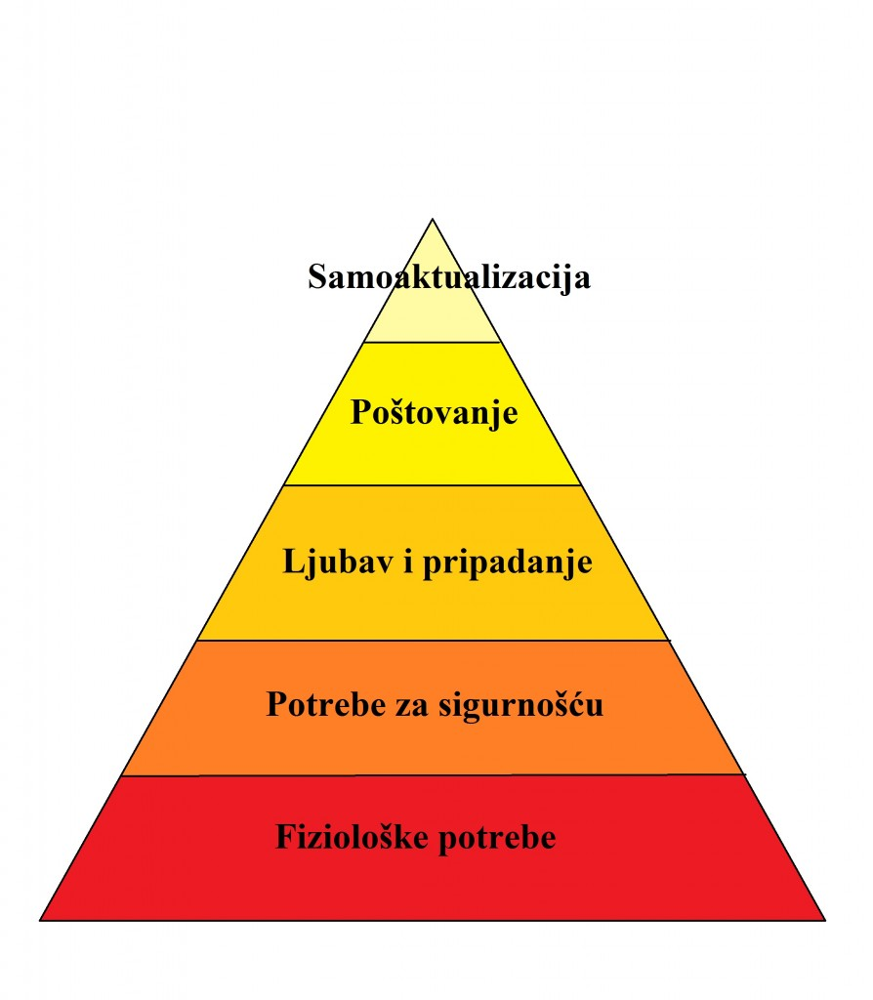 Samoaktualizacija
Poštovanje
Ljubav i pripadanje
Potrebe za sigurnošću
Fiziološke potrebe